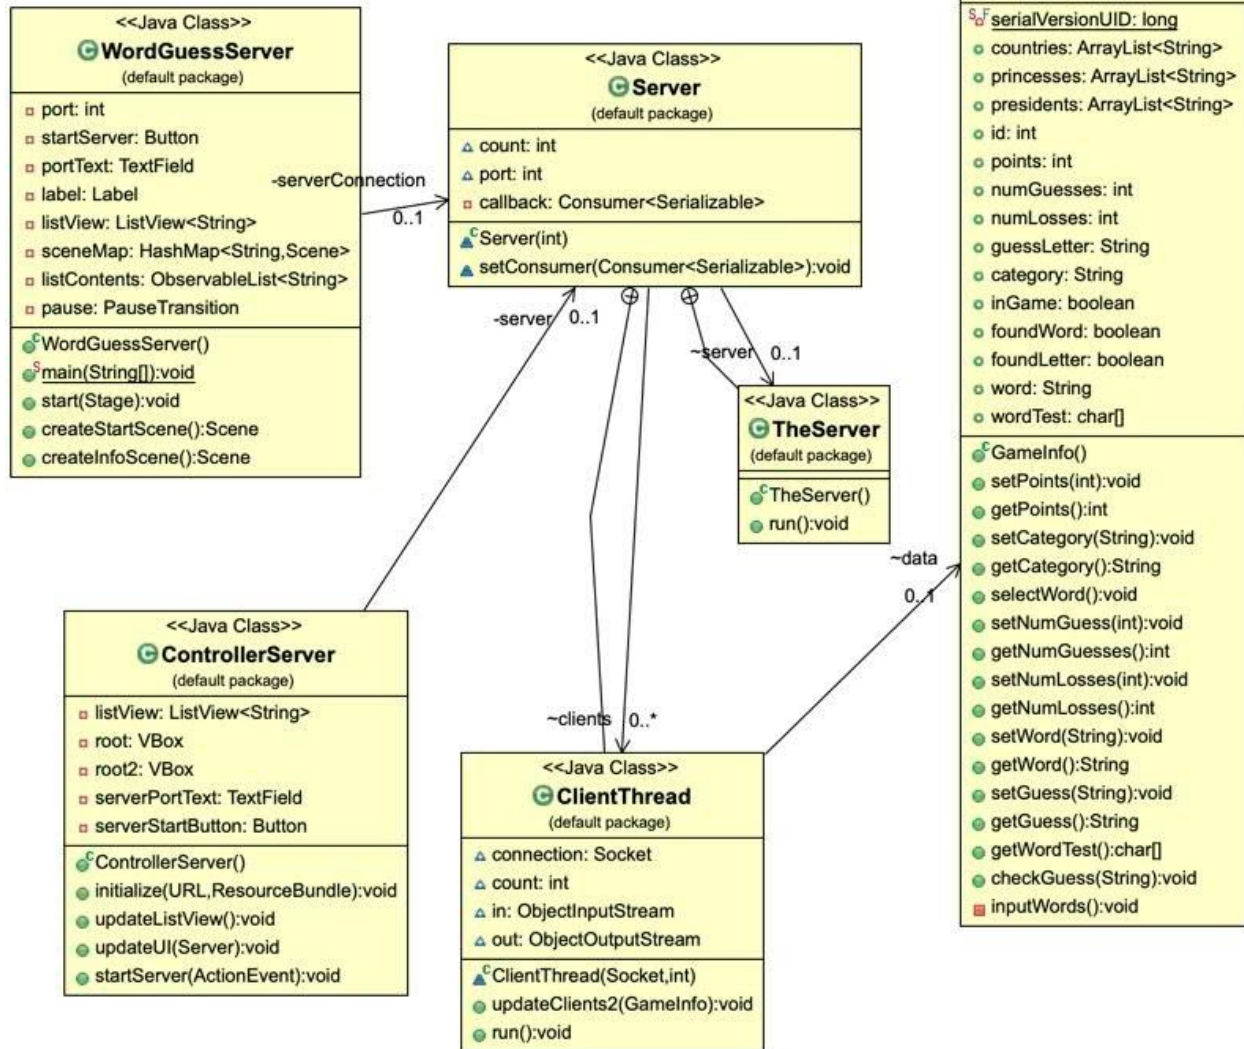 <<Java Class>>
WordGuessServer
(default package)
port: int
startServer: Button
portText: TextField
label: Label
listView: ListView<String>
sceneMap: HashMap<String,Scene>
listContents: ObservableList<String>
pause: PauseTransition
WordGuessServer()
main(String[]):void
start(Stage):void
createStartScene():Scene
createInfoScene():Scene
-serverConnection
0..1
<<Java Class>>
Server
(default package)
count: int
port: int
callback: Consumer<Serializable>
Server(int)
setConsumer(Consumer<Serializable>):void
-server
0..1
~server
0..1
<<Java Class>>
TheServer
(default package)
TheServer()
run():void
serialVersionUID: long
countries: ArrayList<String>
princesses: ArrayList<String>
presidents: ArrayList<String>
id: int
points: int
numGuesses: int
numLosses: int
guessLetter: String
category: String
inGame: boolean
foundWord: boolean
foundLetter: boolean
word: String
wordTest: char[]
GameInfo()
setPoints(int):void
getPoints():int
setCategory(String):void
getCategory():String
selectWord():void
setNumGuess(int):void
getNumGuesses():int
setNumLosses(int):void
getNumLosses():int
setWord(String):void
getWord():String
setGuess(String):void
getGuess():String
getWordTest():char[]
checkGuess(String):void
inputWords():void
~data
0..1
<<Java Class>>
ControllerServer
(default package)
listView: ListView<String>
root: VBox
root2: VBox
serverPortText: TextField
serverStartButton: Button
ControllerServer()
initialize(URL,ResourceBundle):void
updateListView():void
updateUI(Server):void
startServer(ActionEvent):void
~clients
0..*
<<Java Class>>
ClientThread
(default package)
connection: Socket
count: int
in: ObjectInputStream
out: ObjectOutputStream
ClientThread(Socket,int)
updateClients2(GameInfo):void
run():void